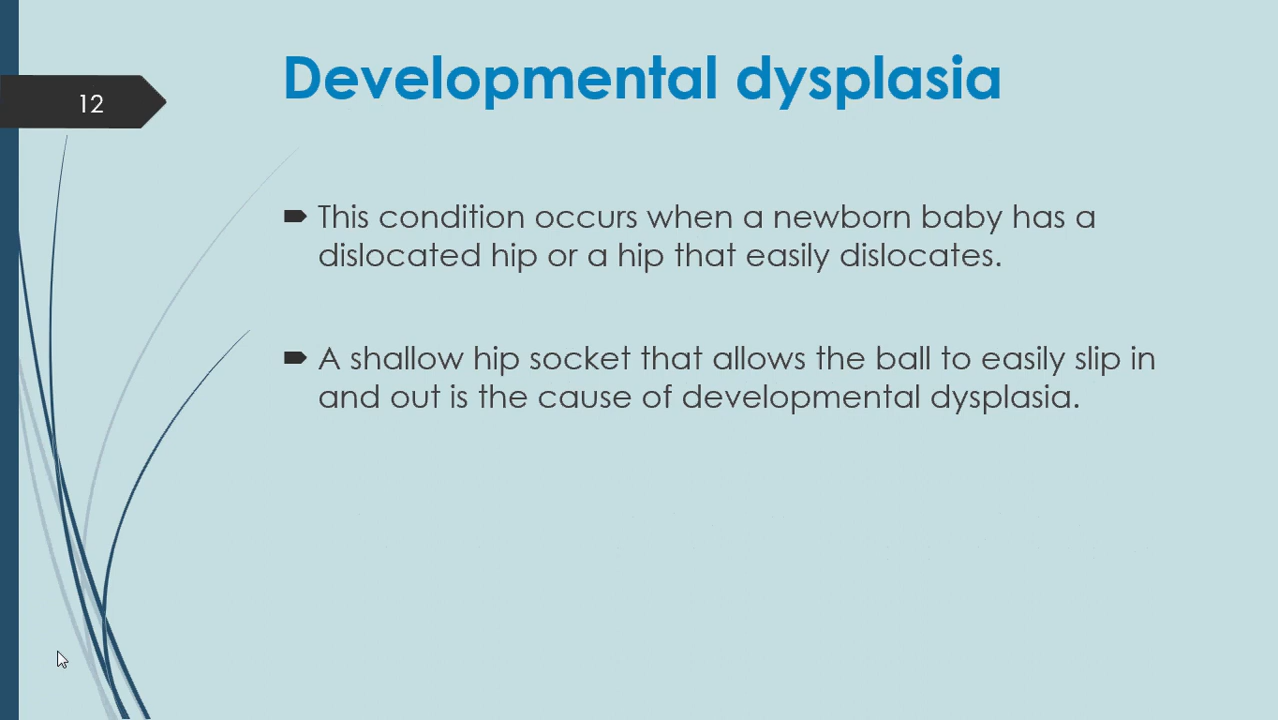 Developmental dysplasia
12
This condition occurs when a newborn baby has a
dislocated hip or a hip that easily dislocates.
A shallow hip socket that allows the ball to easily slip in
and out is the cause of developmental dysplasia.